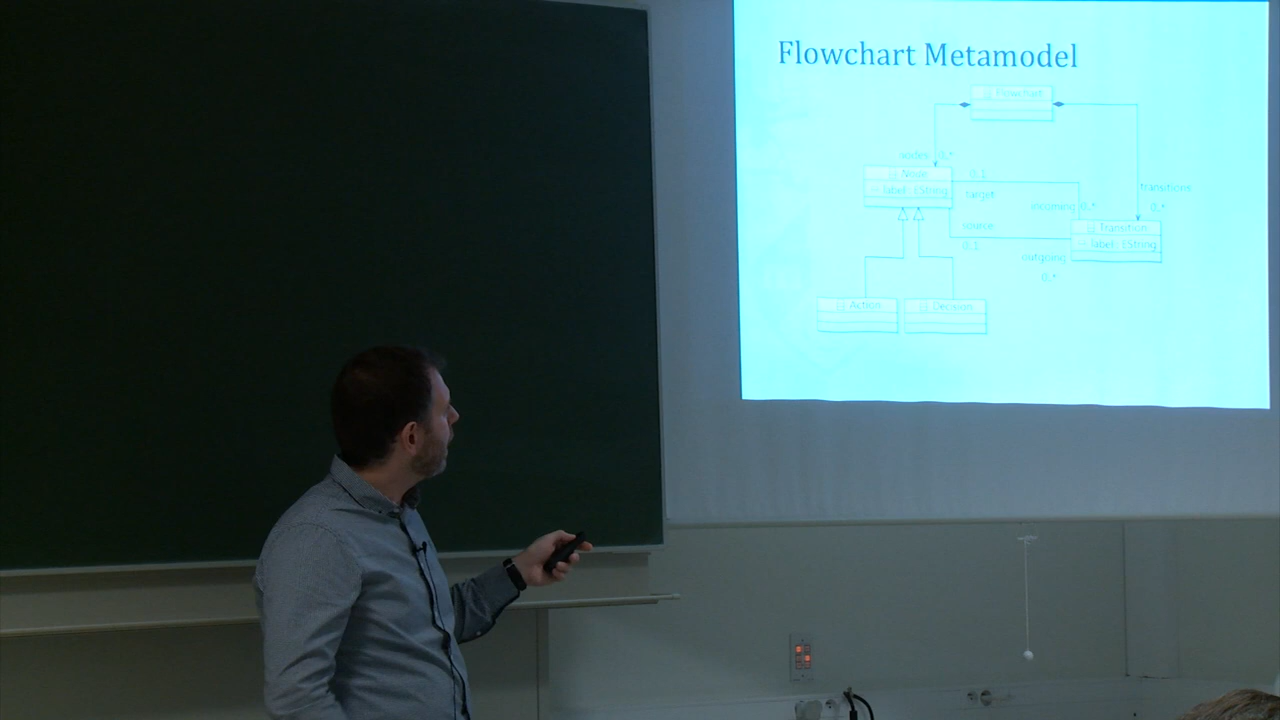 Flowchart Metamodel
Flowchart
nodes 0..*
Node
label: EString
0..1
target
incoming 0..*
transitions
0..*
source
0..1
Transition
label: EString
outgoing
0..*
Action
Decision